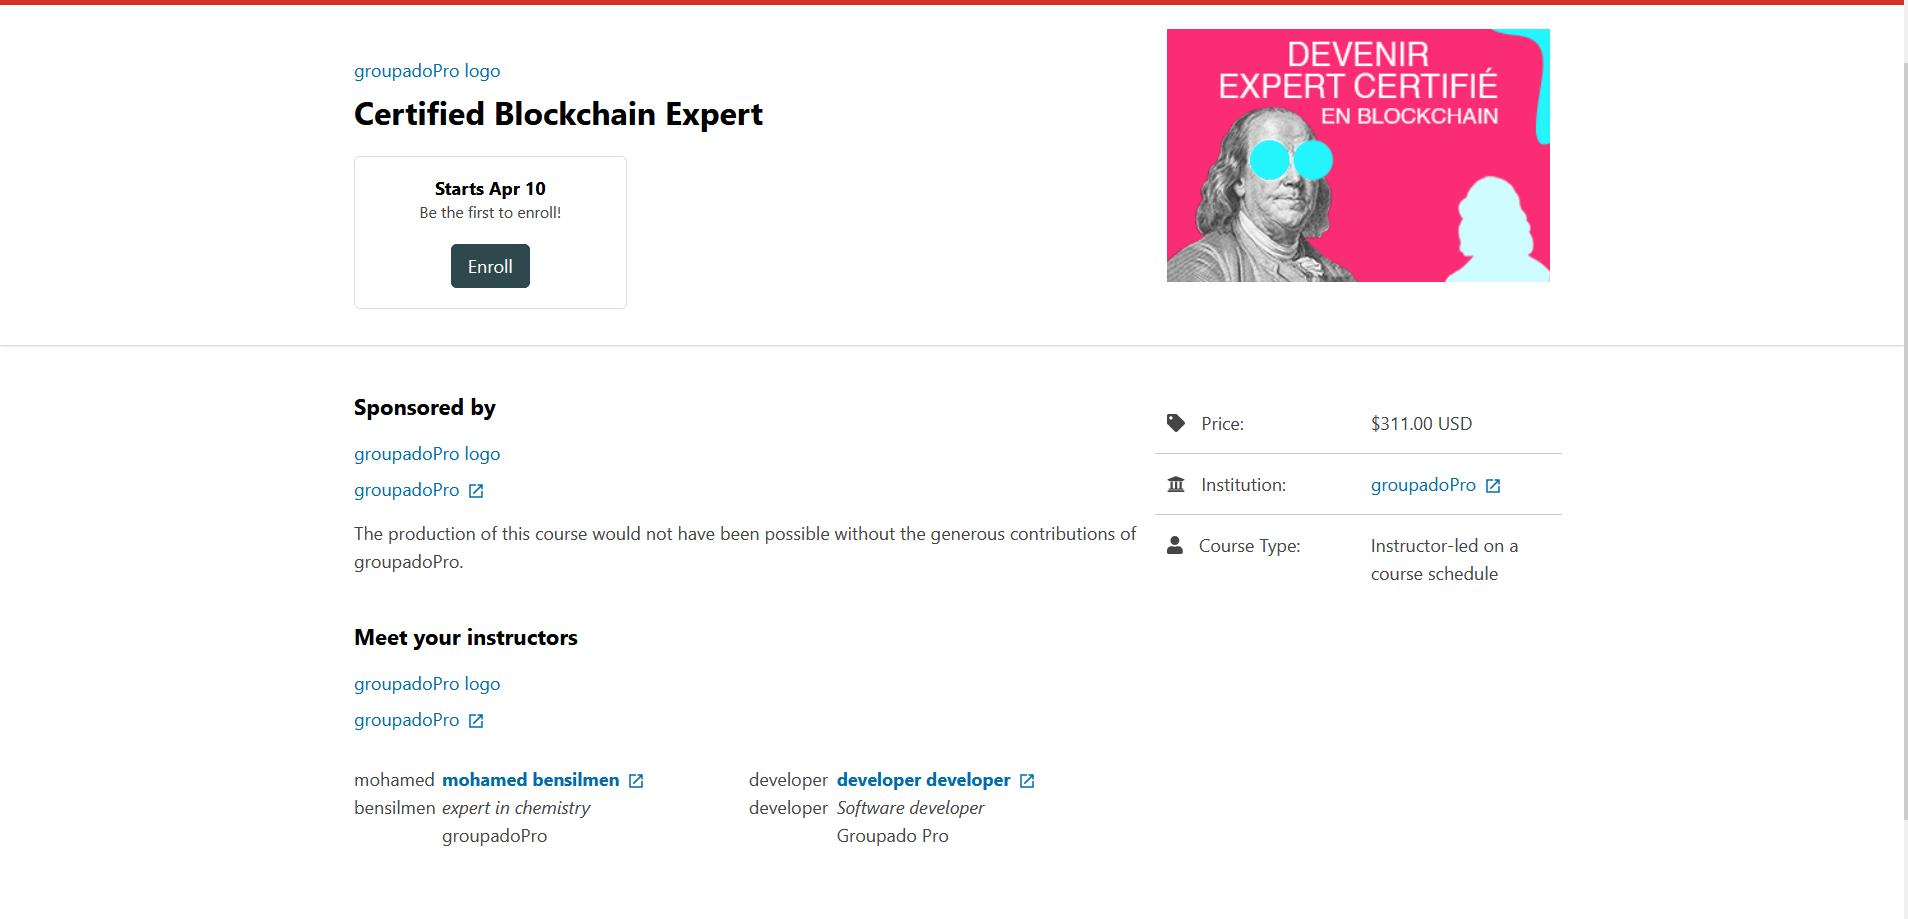 groupadoPro logo
Certified Blockchain Expert
Starts Apr 10
Be the first to enroll!
Enroll
DEVENIR
EXPERT CERTIFIÉ
EN BLOCKCHAIN
Sponsored by
groupadoPro logo
groupadoPro
The production of this course would not have been possible without the generous contributions of
groupadoPro.
Price: $311.00 USD
Institution: groupadoPro
Course Type: Instructor-led on a
course schedule
Meet your instructors
groupadoPro logo
groupadoPro
mohamed
bensilmen
mohamed bensilmen
expert in chemistry
groupadoPro
developer
developer
developer developer
Software developer
Groupado Pro